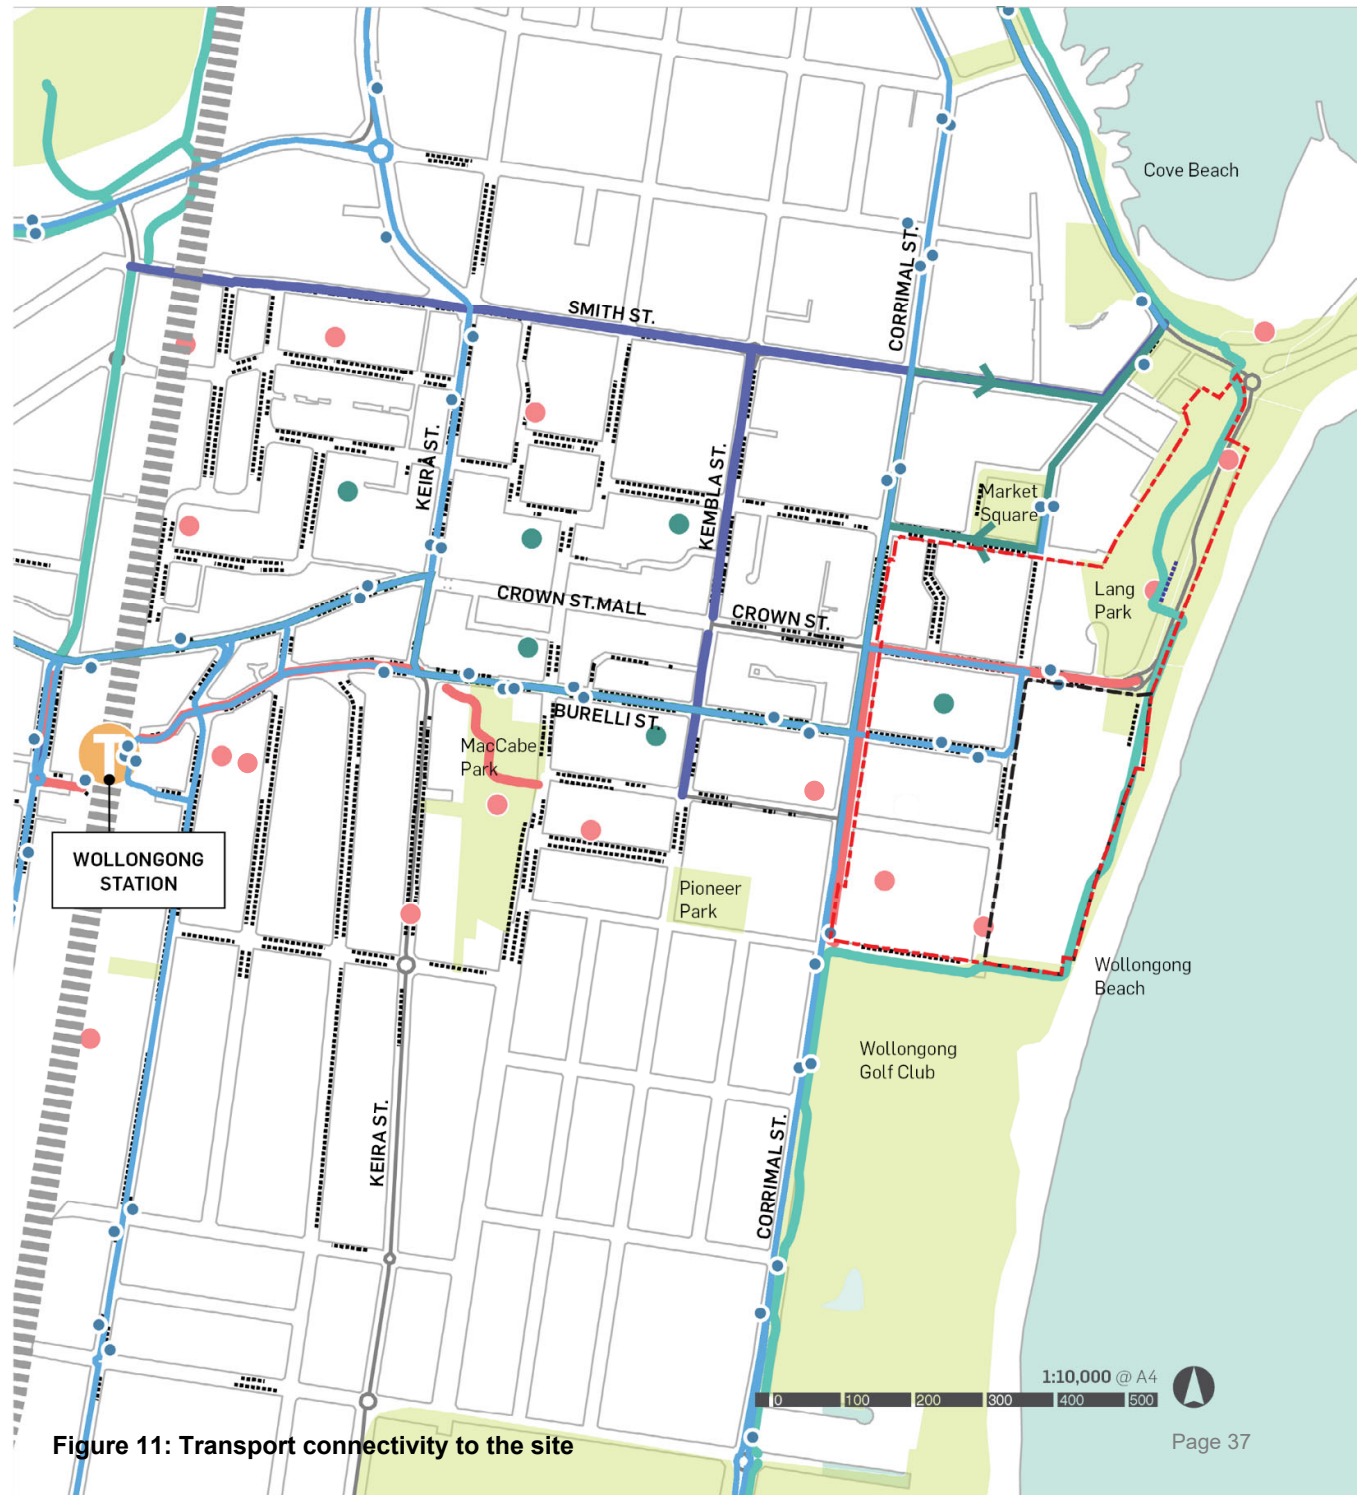 Cove Beach
CORRIMAL ST.
SMITH ST.
KEIRA ST.
KEMBLA ST.
Market
Square
CROWN ST.MALL
CROWN ST.
Lang
Park
BURELLI ST.
MacCabe
Park
T
WOLLONGONG
STATION
Pioneer
Park
Wollongong
Beach
Wollongong
Golf Club
KEIRA ST.
CORRIMAL ST.
1:10,000 @ A4
0 100 200 300 400 500
Figure 11: Transport connectivity to the site
Page 37